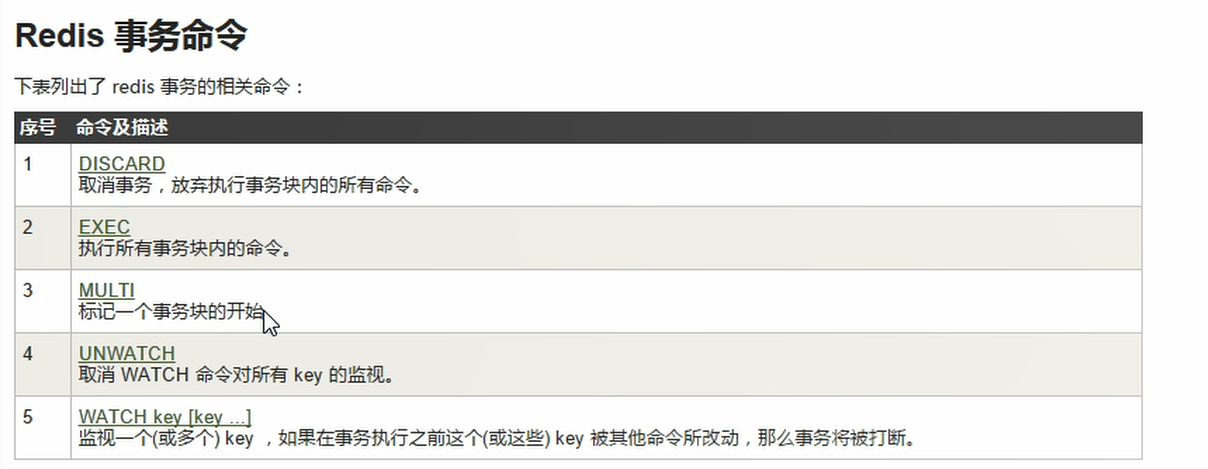 Redis 事务命令
下表列出了 redis 事务的相关命令：
序号 命令及描述
1 DISCARD
取消事务，放弃执行事务块内的所有命令。
2 EXEC
执行所有事务块内的命令。
3 MULTI
标记一个事务块的开始
4 UNWATCH
取消 WATCH 命令对所有 key 的监视。
5 WATCH key [key ...]
监视一个(或多个) key ，如果在事务执行之前这个(或这些) key 被其他命令所改动，那么事务将被打断。